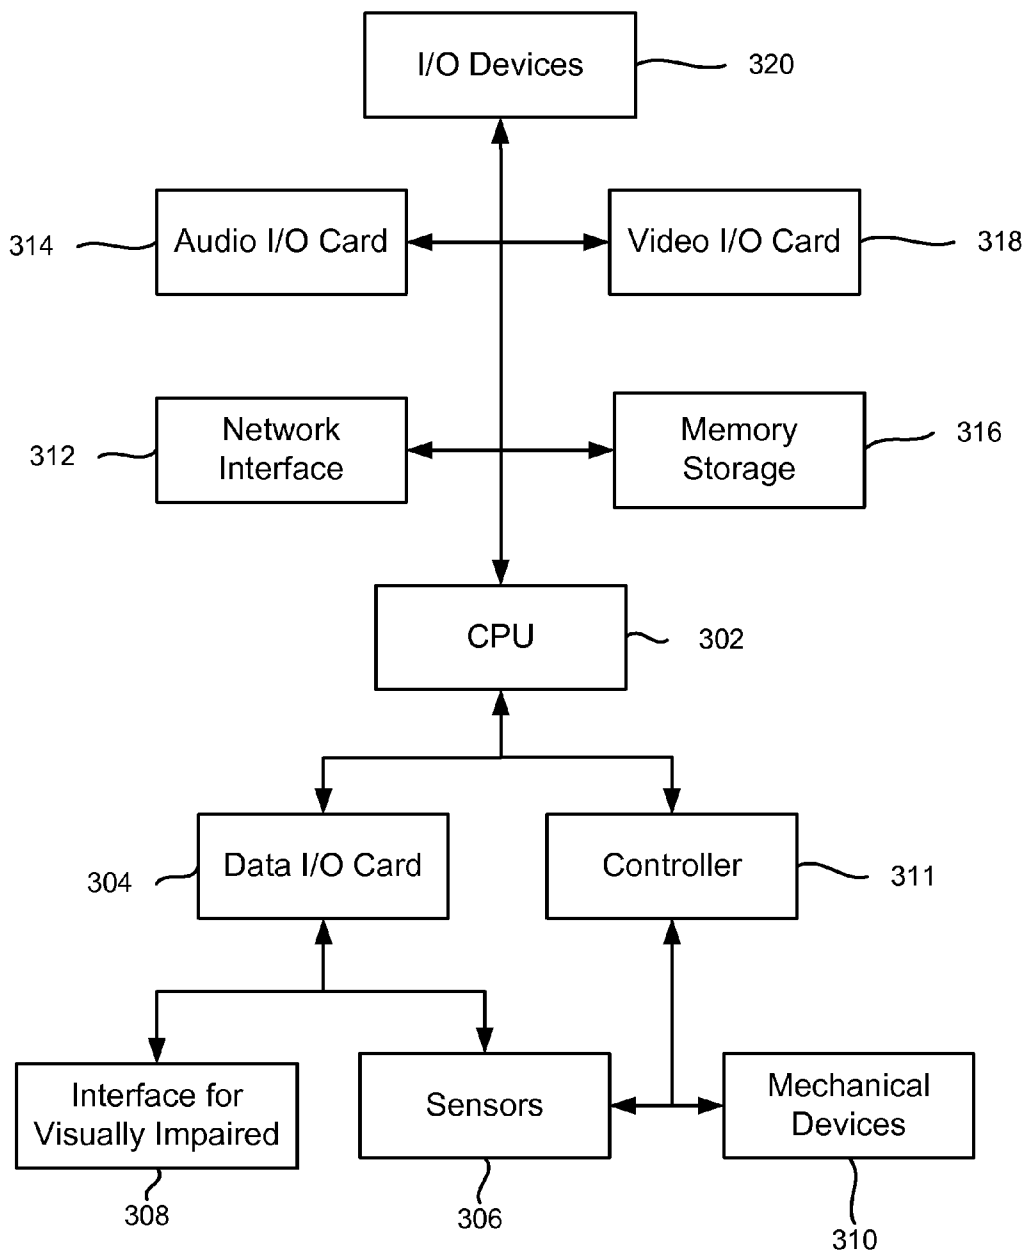 I/O Devices
320
314
Audio I/O Card
Video I/O Card
318
312
Network
Interface
Memory
Storage
316
CPU
302
304
Data I/O Card
Controller
311
Interface for
Visually Impaired
Sensors
Mechanical
Devices
308
306
310